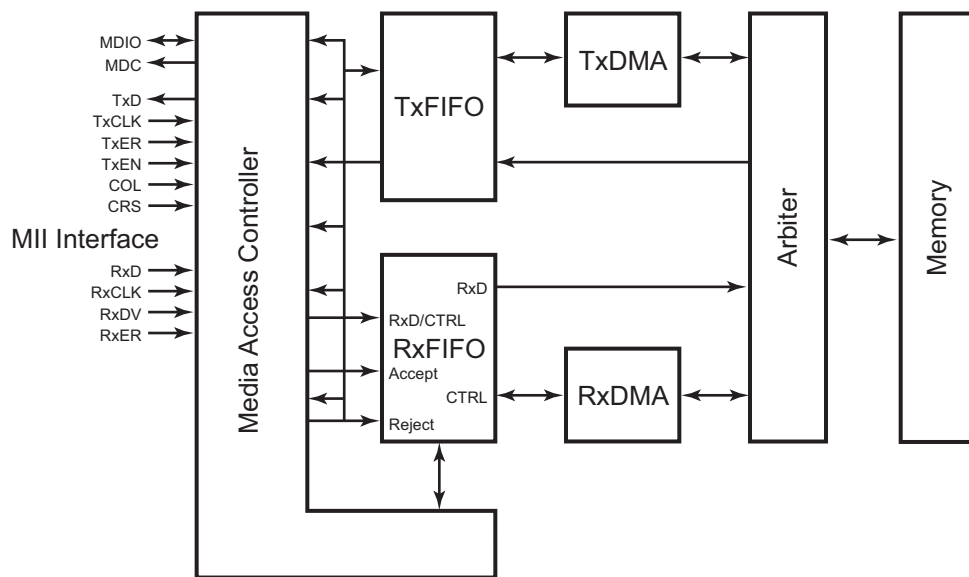 MDIO
MDC
TxD
TxCLK
TxER
TxEN
COL
CRS
MII Interface
RxD
RxCLK
RxDV
RxER
Media Access Controller
TxFIFO
TxDMA
RxD
RxD/CTRL
RxFIFO
Accept
CTRL
Reject
RxDMA
Arbiter
Memory